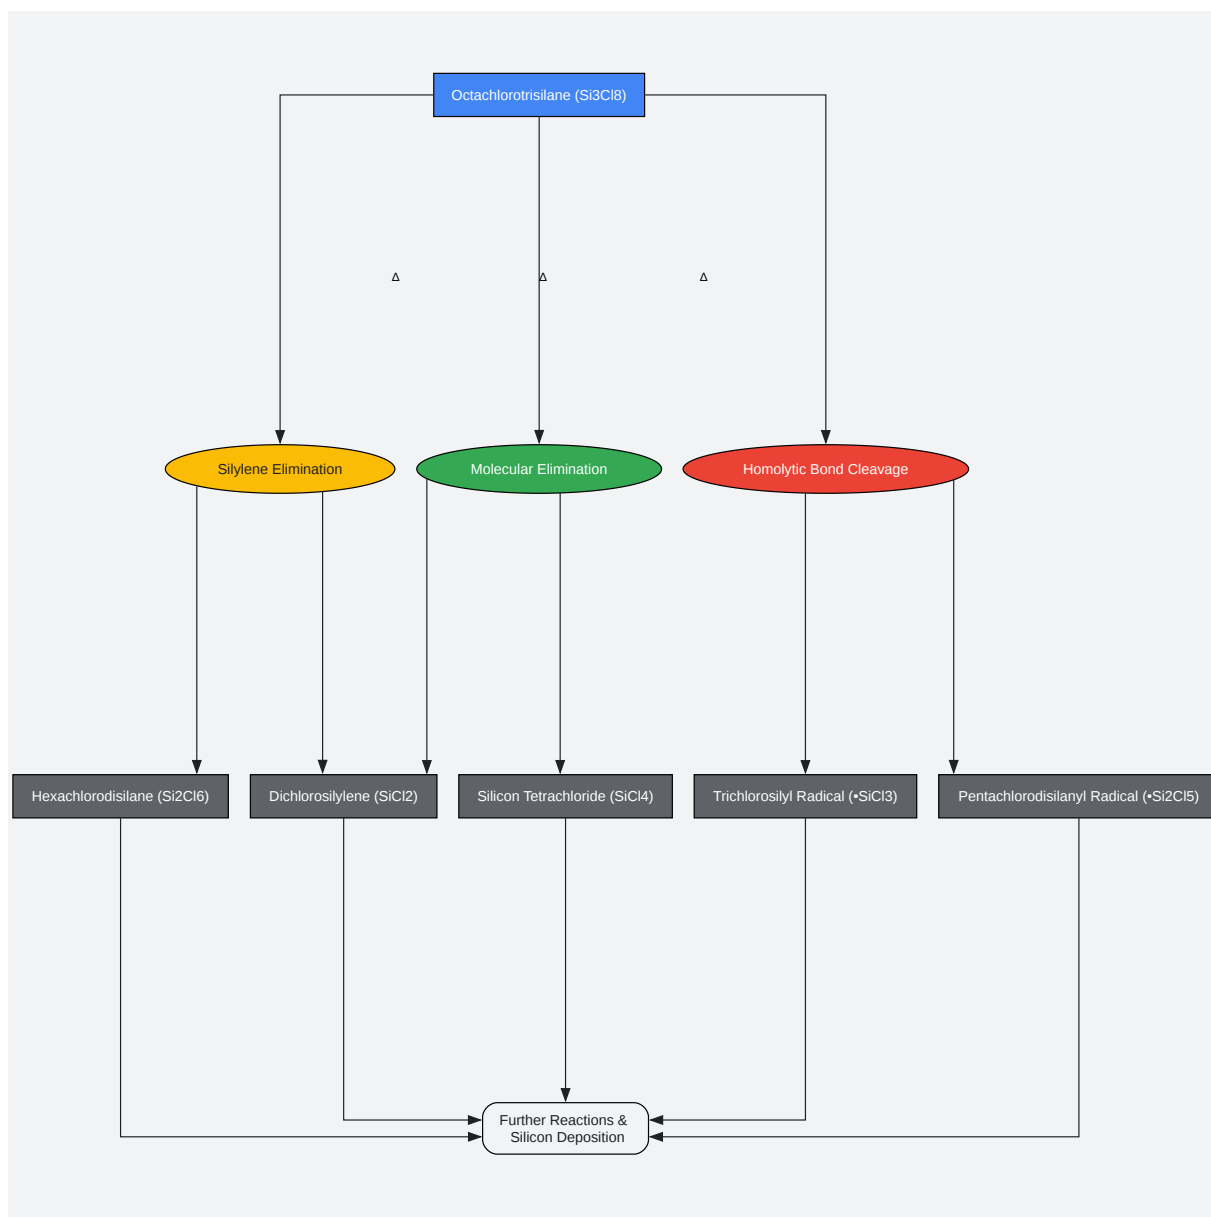 Octachlorotrisilane (Si3Cl8)
Δ
Δ
Δ
Silylene Elimination
Molecular Elimination
Homolytic Bond Cleavage
Hexachlorodisilane (Si2Cl6)
Dichlorosilylene (SiCl2)
Silicon Tetrachloride (SiCl4)
Trichlorosilyl Radical (•SiCl3)
Pentachlorodisilanyl Radical (•Si2Cl5)
Further Reactions &
Silicon Deposition